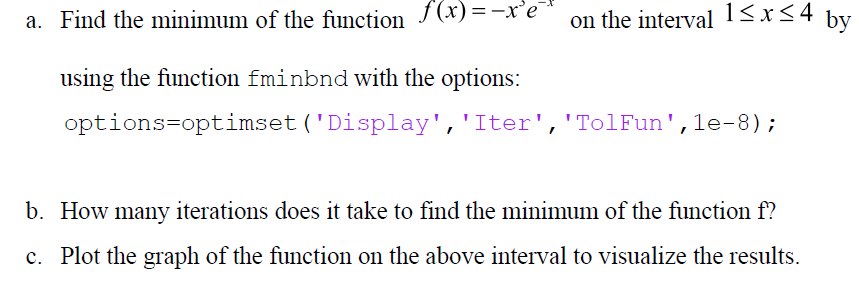 a. Find the minimum of the function f(x) = −x³e⁻ˣ on the interval 1 ≤ x ≤ 4 by
using the function fminbnd with the options:
options=optimset('Display','Iter','TolFun',1e-8);
b. How many iterations does it take to find the minimum of the function f?
c. Plot the graph of the function on the above interval to visualize the results.